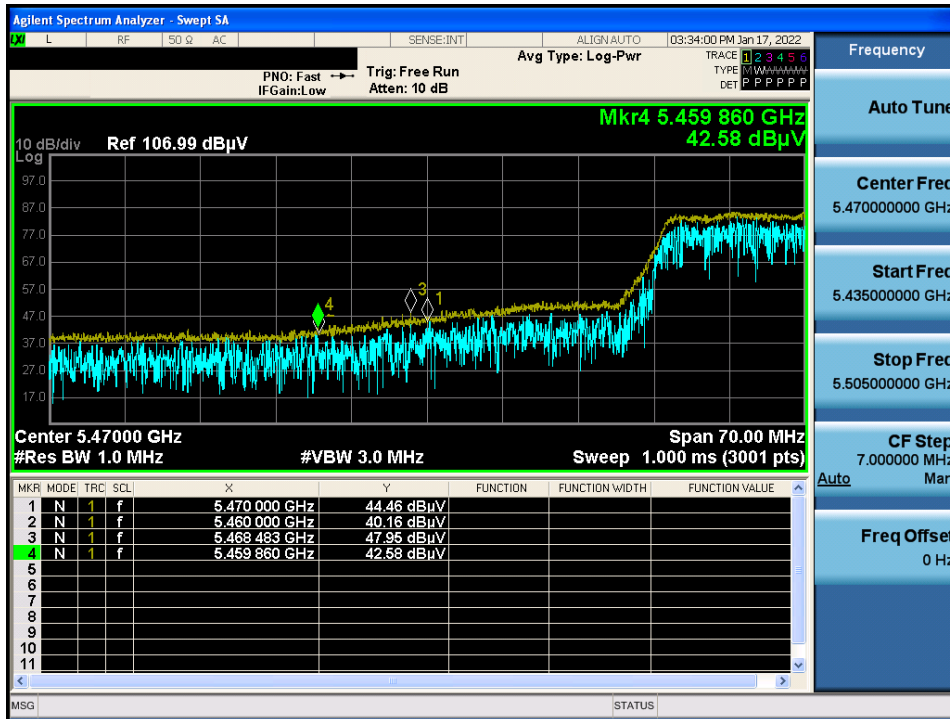 Agilent Spectrum Analyzer - Swept SA
LXI L RF 50 Ω AC SENSE:INT ALIGN AUTO 03:34:00 PM Jan 17, 2022
Frequency
PNO: Fast
IFGain:Low
Trig: Free Run
Atten: 10 dB
Avg Type: Log-Pwr
TRACE 1 2 3 4 5 6
TYPE M
DET P P P P P P
Auto Tune
Mkr4 5.459 860 GHz
42.58 dBµV
10 dB/div Ref 106.99 dBµV
Log
97.0
87.0
77.0
67.0
57.0
47.0
37.0
27.0
17.0
4
3
1
Center Freq
5.470000000 GHz
Start Freq
5.435000000 GHz
Stop Freq
5.505000000 GHz
CF Step
7.000000 MHz
Auto Man
Freq Offset
0 Hz
Center 5.47000 GHz Span 70.00 MHz
#Res BW 1.0 MHz #VBW 3.0 MHz Sweep 1.000 ms (3001 pts)
MKR MODE TRC SCL X Y FUNCTION FUNCTION WIDTH FUNCTION VALUE
1 N 1 f 5.470 000 GHz 44.46 dBµV
2 N 1 f 5.460 000 GHz 40.16 dBµV
3 N 1 f 5.468 483 GHz 47.95 dBµV
4 N 1 f 5.459 860 GHz 42.58 dBµV
5
6
7
8
9
10
11
MSG STATUS